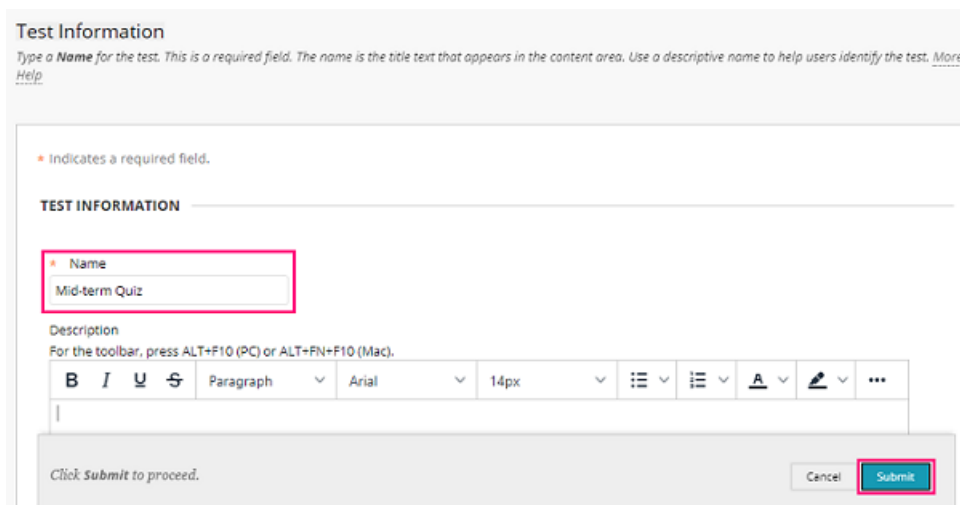 Test Information
Type a Name for the test. This is a required field. The name is the title text that appears in the content area. Use a descriptive name to help users identify the test. More
Help
* Indicates a required field.
TEST INFORMATION
* Name
Mid-term Quiz
Description
For the toolbar, press ALT+F10 (PC) or ALT+FN+F10 (Mac).
B I U S Paragraph Arial 14px A ...
Click Submit to proceed.
Cancel Submit